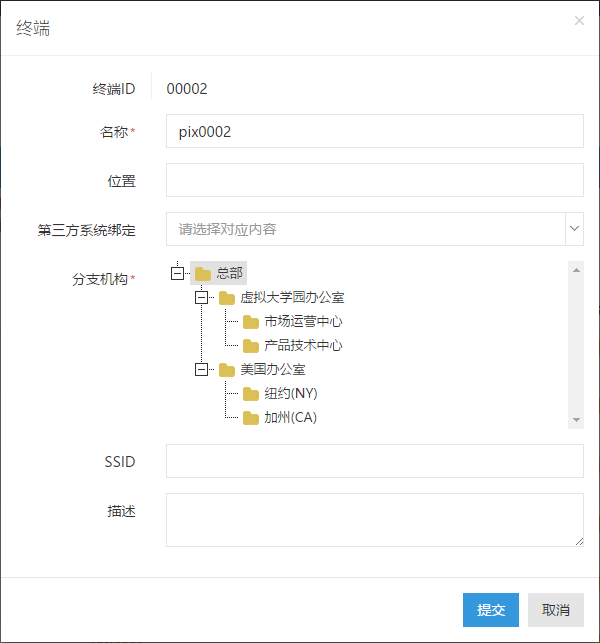 终端
×
终端ID 00002
名称* pix0002
位置
第三方系统绑定 请选择对应内容
分支机构* 总部
虚拟大学园办公室
市场运营中心
产品技术中心
美国办公室
纽约(NY)
加州(CA)
SSID
描述
提交 取消